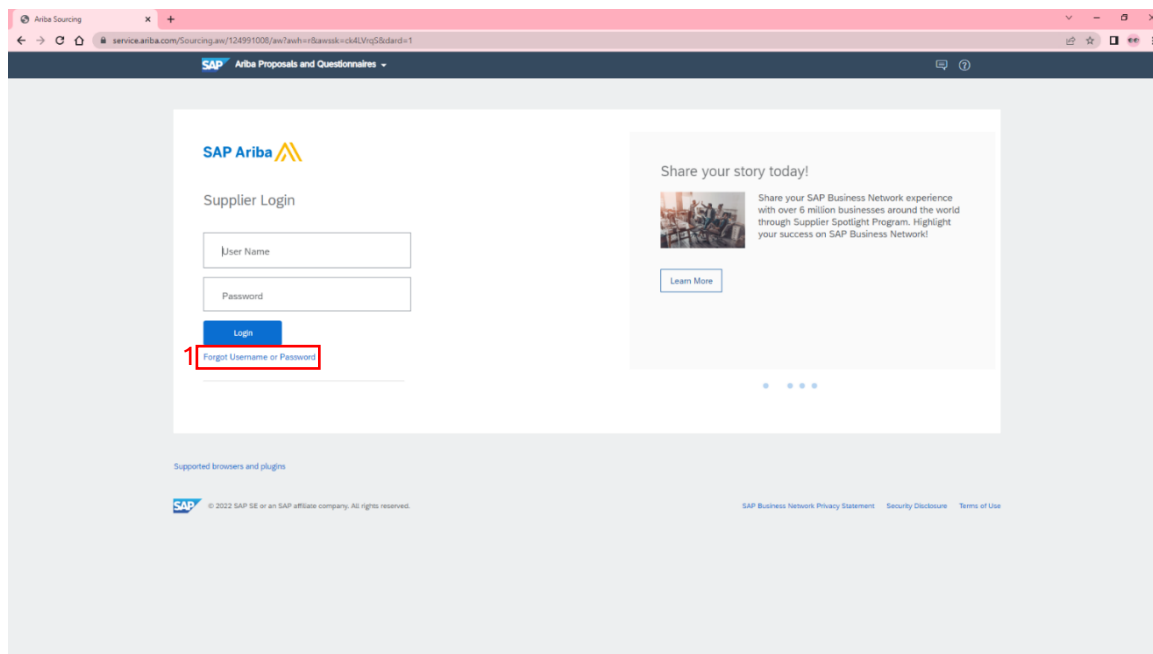 Ariba Sourcing
service.ariba.com/Sourcing.aw/124991008/aw?awh=r&awssk=ck4LVrqS&dard=1
SAP Ariba Proposals and Questionnaires
SAP Ariba
Supplier Login
User Name
Password
Login
1 Forgot Username or Password
Share your story today!
Share your SAP Business Network experience
with over 6 million businesses around the world
through Supplier Spotlight Program. Highlight
your success on SAP Business Network!
Learn More
Supported browsers and plugins
SAP © 2022 SAP SE or an SAP affiliate company. All rights reserved.
SAP Business Network Privacy Statement Security Disclosure Terms of Use